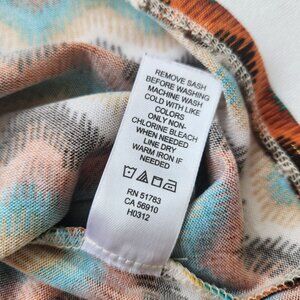 REMOVE SASH
BEFORE WASHING
MACHINE WASH
COLD WITH LIKE
COLORS
ONLY NON-
CHLORINE BLEACH
WHEN NEEDED
LINE DRY
WARM IRON IF
NEEDED
RN 51783
CA 56910
H0312